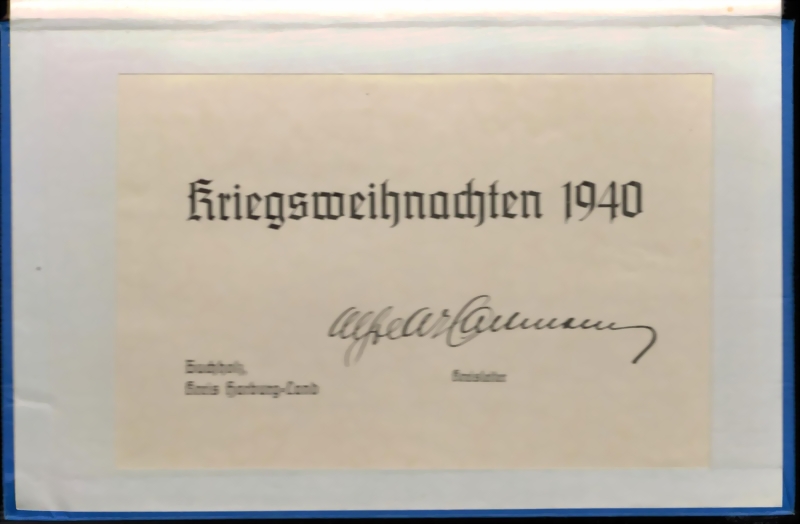 Kriegsweihnachten 1940
Buchholz,
Kreis Harburg-Land
Kreisleiter